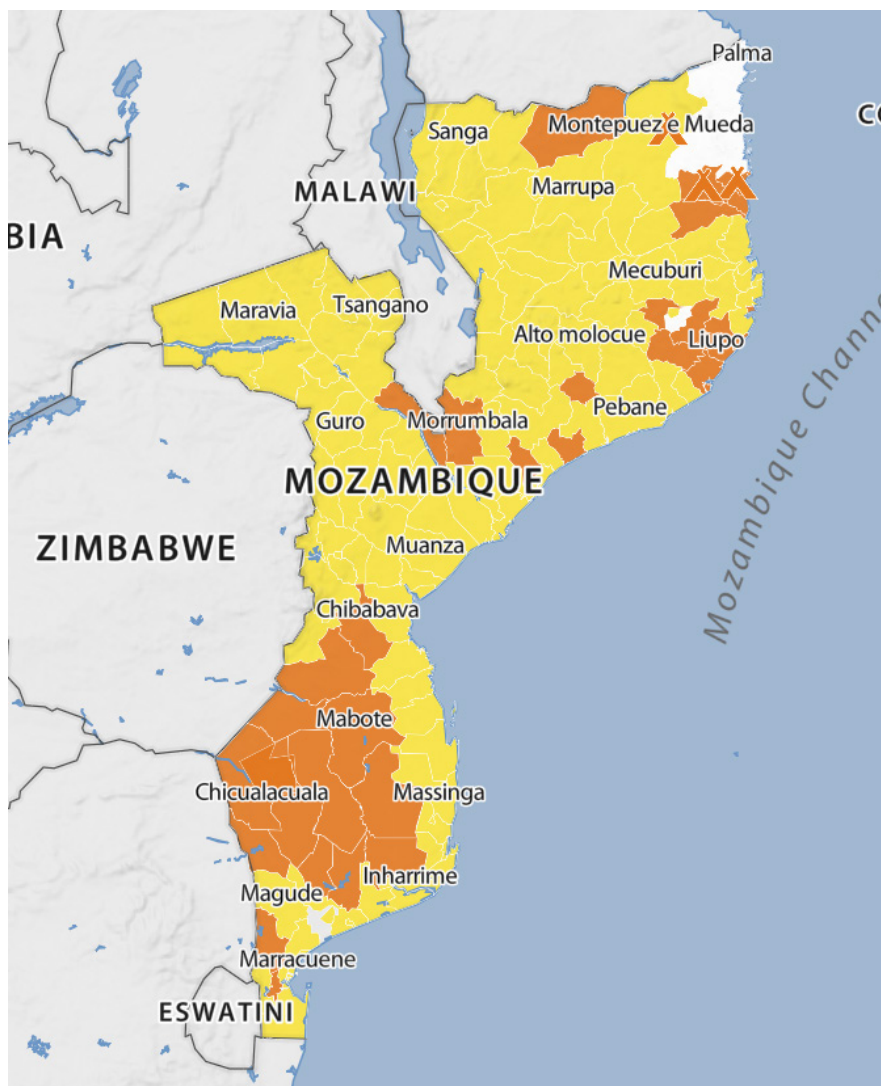 Palma
CO
Sanga
Montepuez e Mueda
MALAWI
Marrupa
BIA
Mecuburi
Maravia
Tsangano
Alto molocue
Liupo
Guro
Morrumbala
Pebane
MOZAMBIQUE
Mozambique Channe
ZIMBABWE
Muanza
Chibabava
Mabote
Chicualacuala
Massinga
Inharrime
Magude
Marracuene
ESWATINI